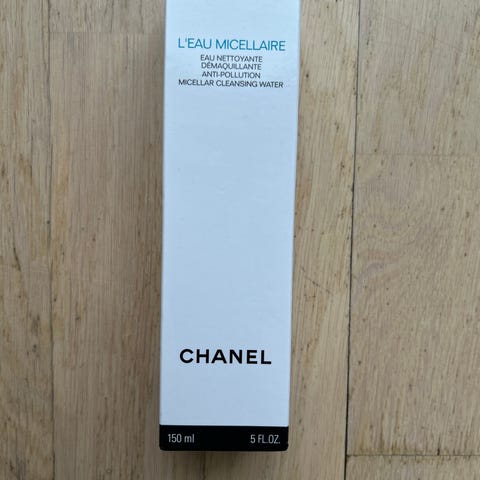 L'EAU MICELLAIRE
EAU NETTOYANTE
DÉMAQUILLANTE
ANTI-POLLUTION
MICELLAR CLEANSING WATER
CHANEL
150 ml 5 FL.OZ.